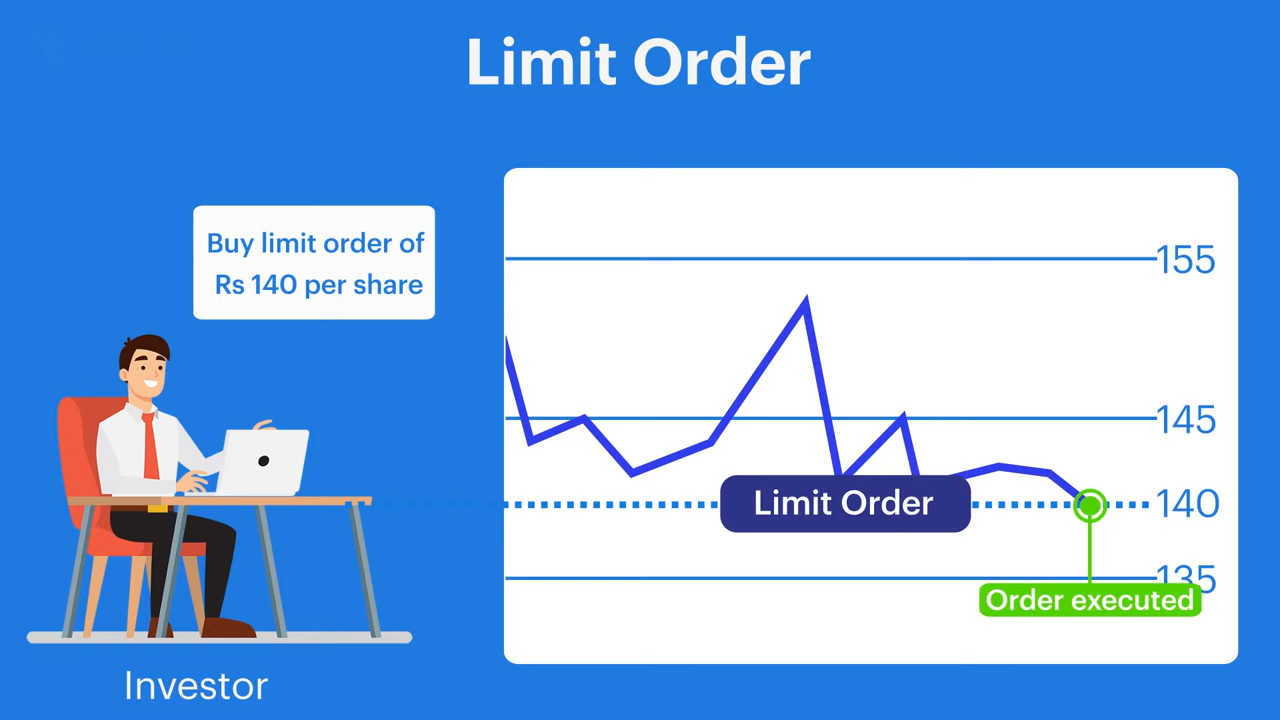 Limit Order
Buy limit order of
Rs 140 per share
155
145
Limit Order
140
135
Order executed
Investor